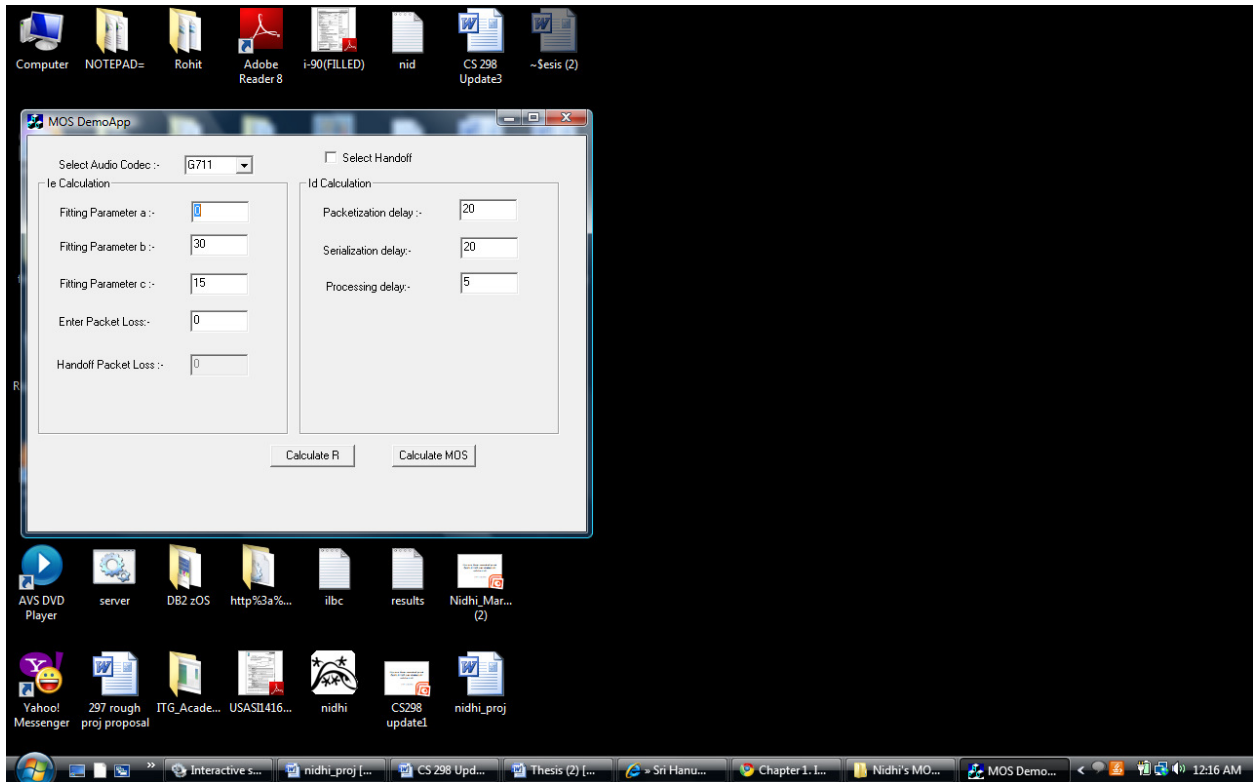 Computer NOTEPAD= Rohit Adobe Reader 8 i-90(FILLED) nid CS 298 Update3 ~$esis (2)
MOS DemoApp
Select Audio Codec :- G711
Select Handoff
Ie Calculation
Fitting Parameter a :- 0
Fitting Parameter b :- 30
Fitting Parameter c :- 15
Enter Packet Loss:- 0
Handoff Packet Loss :- 0
Id Calculation
Packetization delay :- 20
Serialization delay:- 20
Processing delay:- 5
Calculate R
Calculate MOS
R
AVS DVD Player server DB2 zOS http%3a%... ilbc results Nidhi_Mar... (2)
Yahoo! Messenger 297 rough proj proposal ITG_Acade... USASI1416... nidhi CS298 update1 nidhi_proj
» Interactive s... nidhi_proj [... CS 298 Upd... Thesis (2) [... » Sri Hanu... Chapter 1. I... Nidhi's MO... MOS Demo... < 12:16 AM